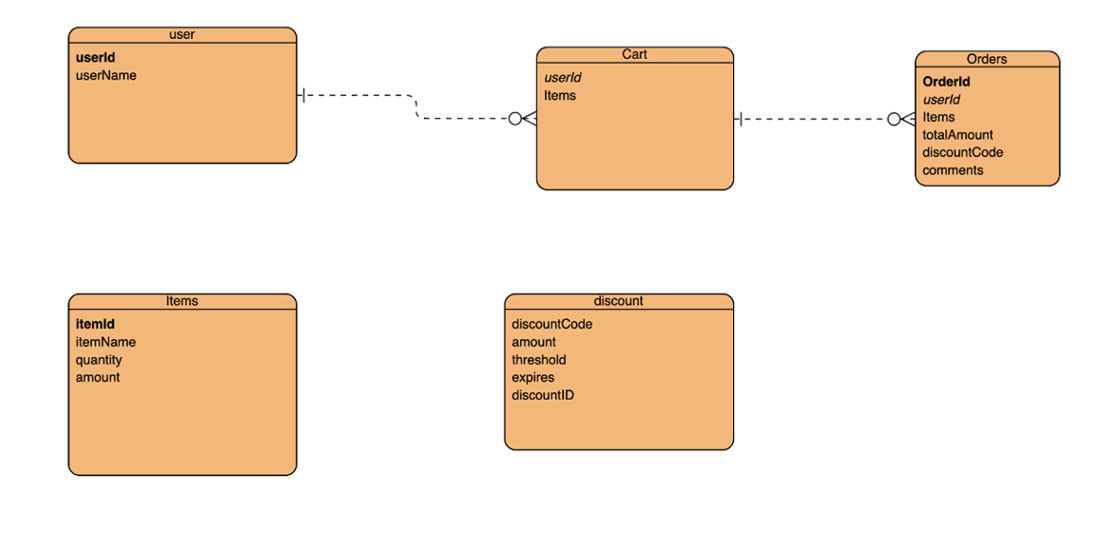 user
userId
userName
Cart
userId
Items
Orders
OrderId
userId
Items
totalAmount
discountCode
comments
Items
itemId
itemName
quantity
amount
discount
discountCode
amount
threshold
expires
discountID